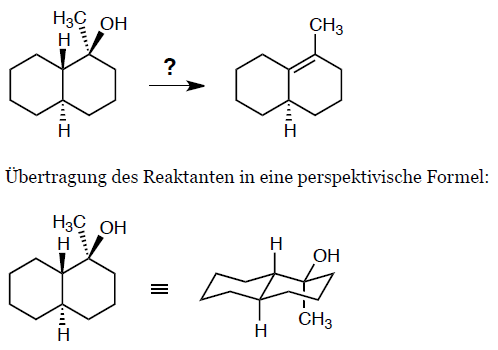 H₃C
OH
H
H
?
CH₃
H
Übertragung des Reaktanten in eine perspektivische Formel:
H₃C
OH
H
H
≡
H
OH
H
CH₃